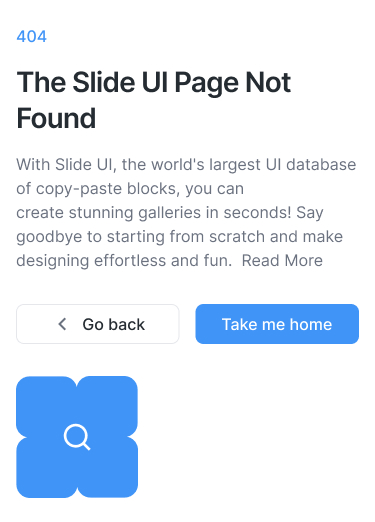 404
The Slide UI Page Not
Found
With Slide UI, the world's largest UI database
of copy-paste blocks, you can
create stunning galleries in seconds! Say
goodbye to starting from scratch and make
designing effortless and fun.  Read More
Go back
Take me home